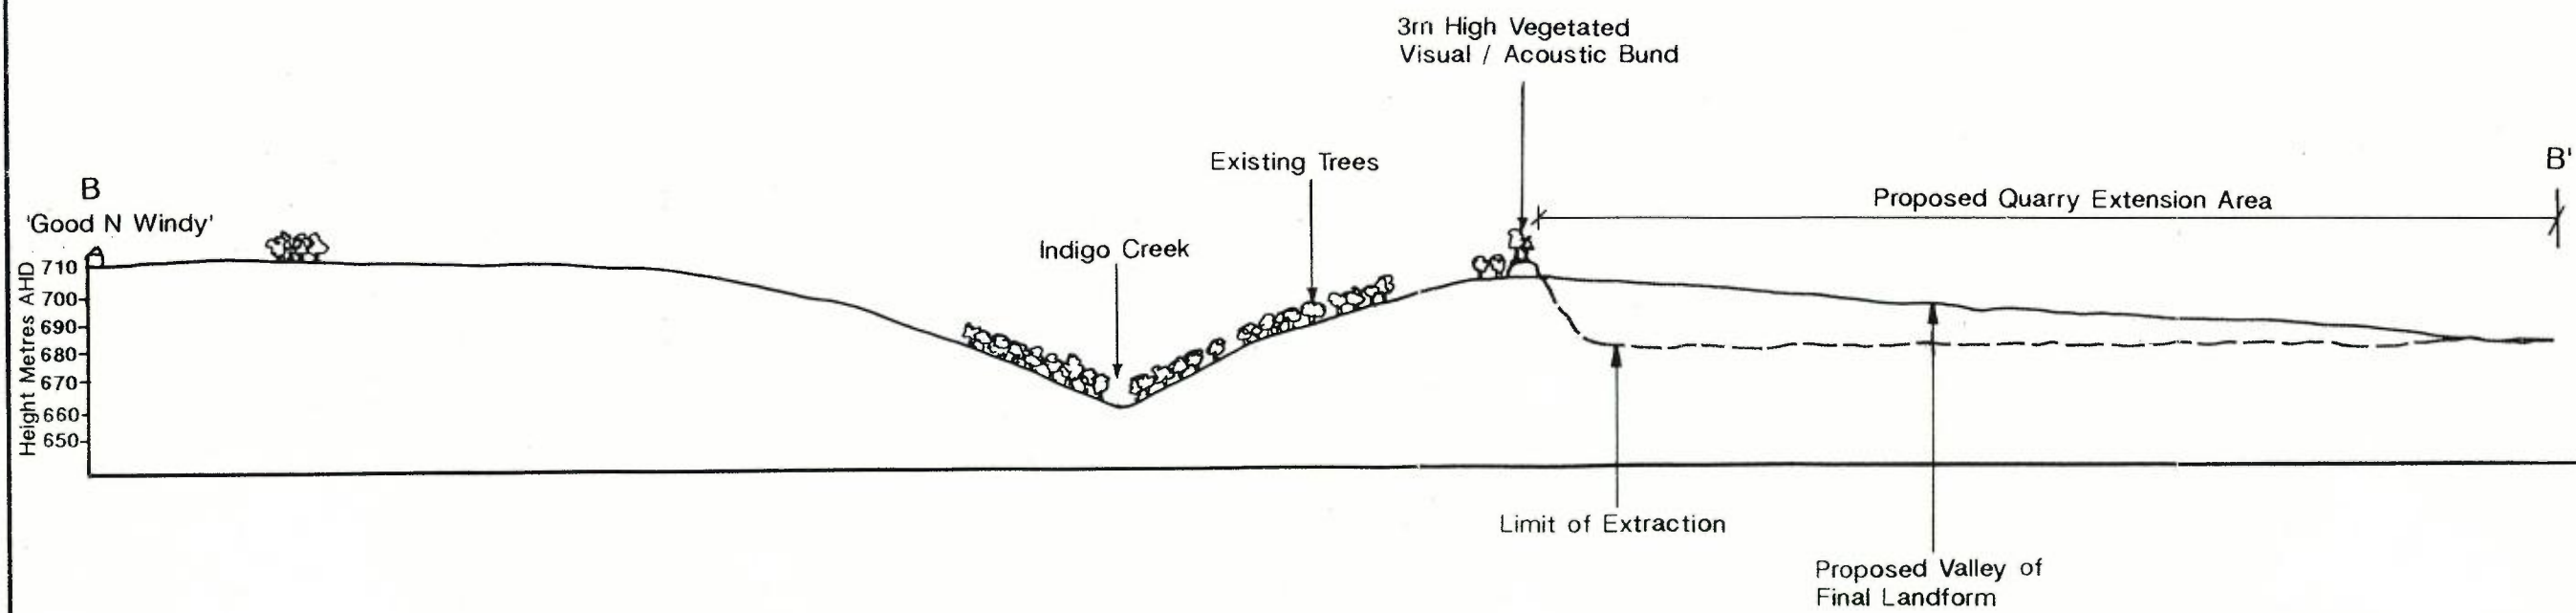 3m High Vegetated
Visual / Acoustic Bund
Existing Trees
B'
B
Proposed Quarry Extension Area
'Good N Windy'
Indigo Creek
Height Metres AHD
710
700
690
680
670
660
650
Limit of Extraction
Proposed Valley of
Final Landform